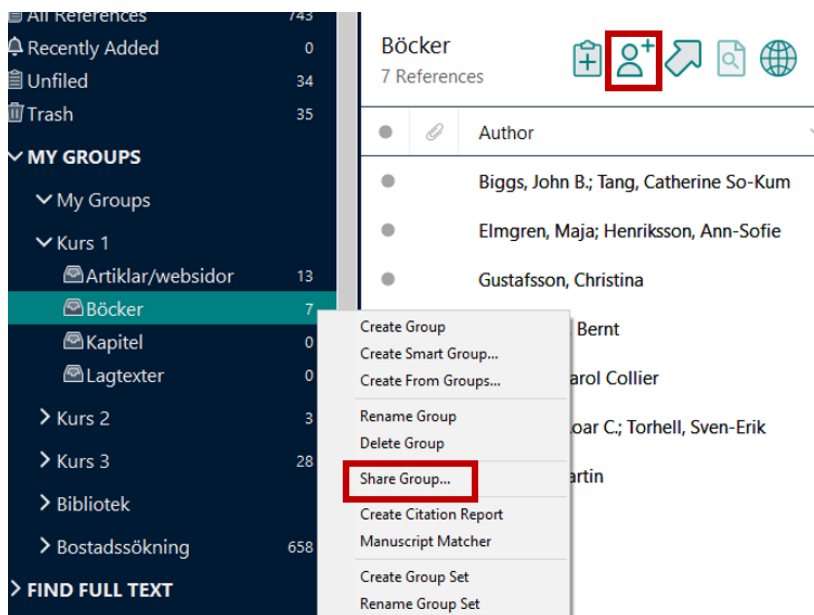 All References 743
Recently Added 0
Unfiled 34
Trash 35
MY GROUPS
My Groups
Kurs 1
Artiklar/websidor 13
Böcker 7
Kapitel 0
Lagtexter 0
Kurs 2 3
Kurs 3 28
Bibliotek
Bostadssökning 658
FIND FULL TEXT
Create Group
Create Smart Group...
Create From Groups...
Rename Group
Delete Group
Share Group...
Create Citation Report
Manuscript Matcher
Create Group Set
Rename Group Set
Böcker
7 References
Author
Biggs, John B.; Tang, Catherine So-Kum
Elmgren, Maja; Henriksson, Ann-Sofie
Gustafsson, Christina
Bernt
arol Collier
oar C.; Torhell, Sven-Erik
artin